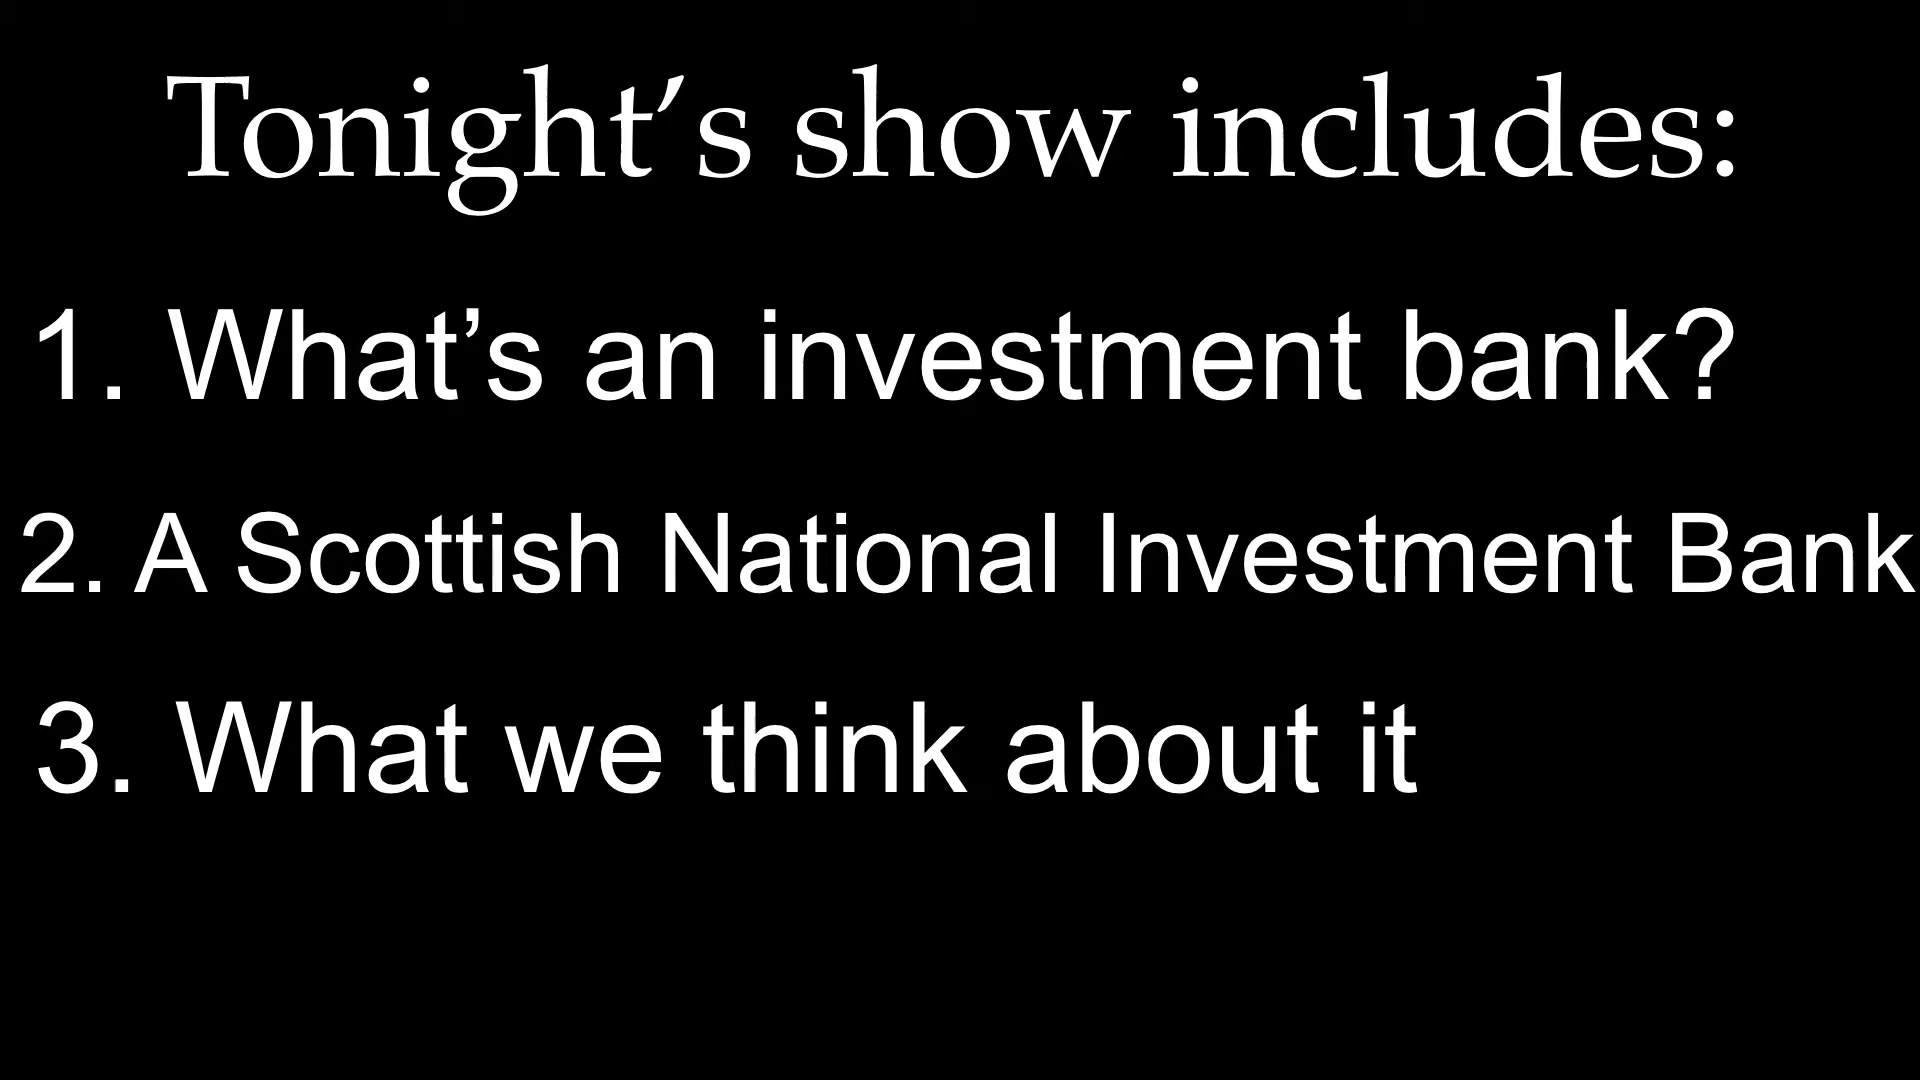 Tonight’s show includes:
1. What’s an investment bank?
2. A Scottish National Investment Bank
3. What we think about it